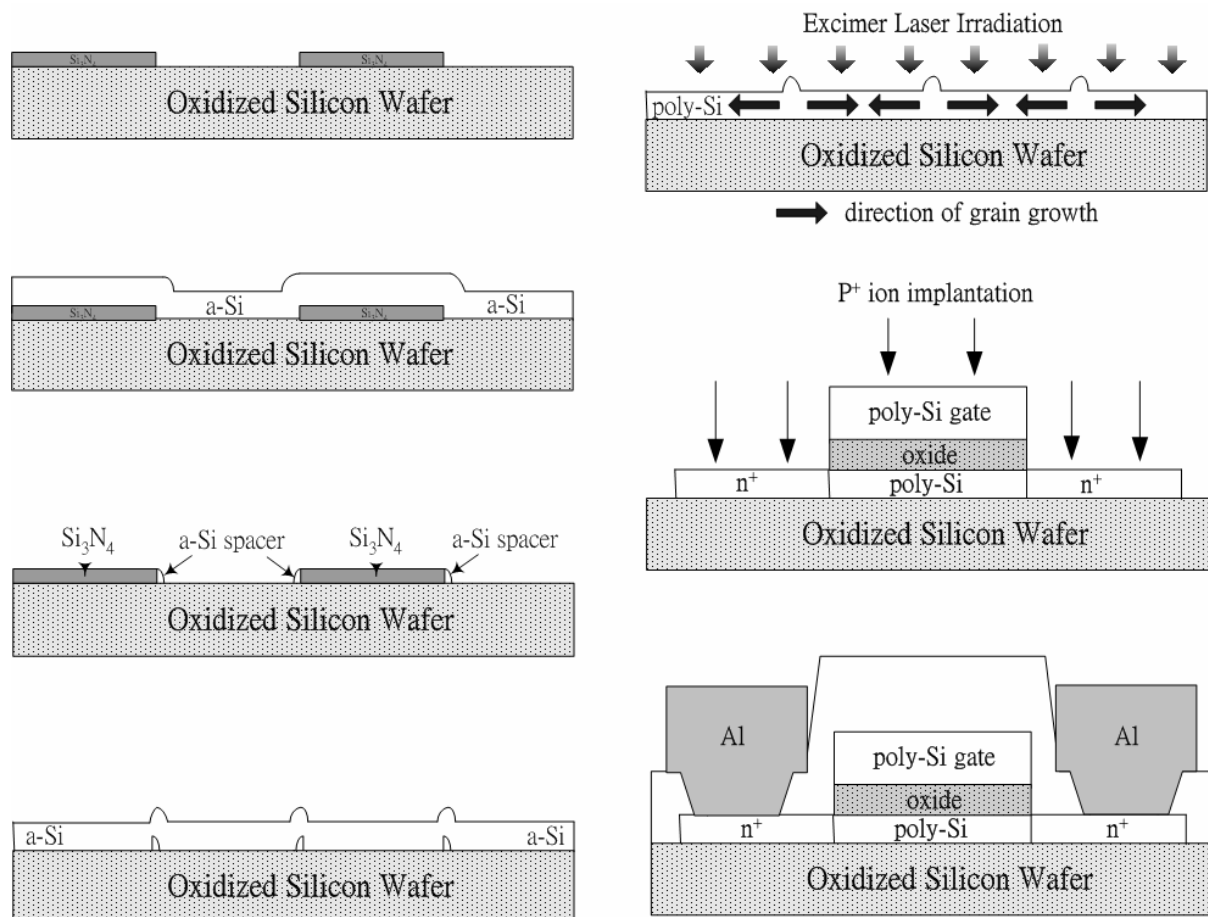 Si₃N₄ Si₃N₄
Oxidized Silicon Wafer
a-Si a-Si
Si₃N₄ Si₃N₄
Oxidized Silicon Wafer
Si₃N₄ a-Si spacer Si₃N₄ a-Si spacer
Oxidized Silicon Wafer
a-Si a-Si
Oxidized Silicon Wafer
Excimer Laser Irradiation
poly-Si
Oxidized Silicon Wafer
direction of grain growth
P⁺ ion implantation
poly-Si gate
oxide
n⁺ poly-Si n⁺
Oxidized Silicon Wafer
Al Al
poly-Si gate
oxide
n⁺ poly-Si n⁺
Oxidized Silicon Wafer